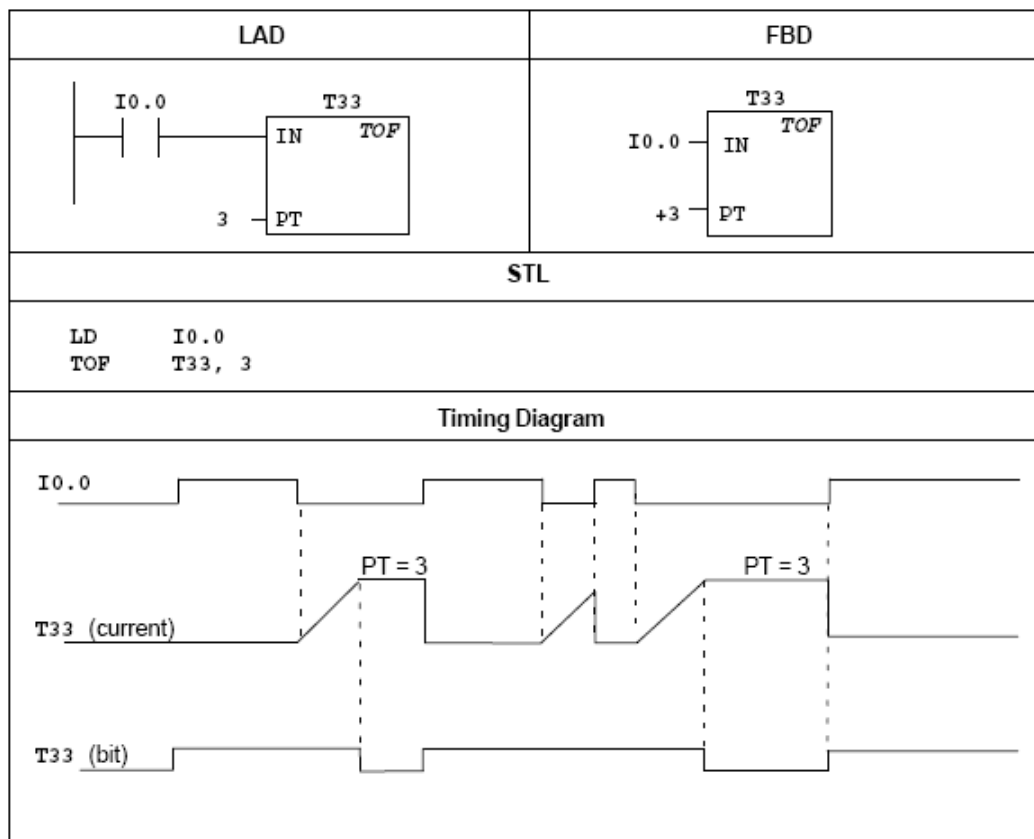 LAD
FBD
I0.0
T33
IN TOF
3 PT
T33
TOF
I0.0 IN
+3 PT
STL
LD I0.0
TOF T33, 3
Timing Diagram
I0.0
PT = 3
PT = 3
T33 (current)
T33 (bit)